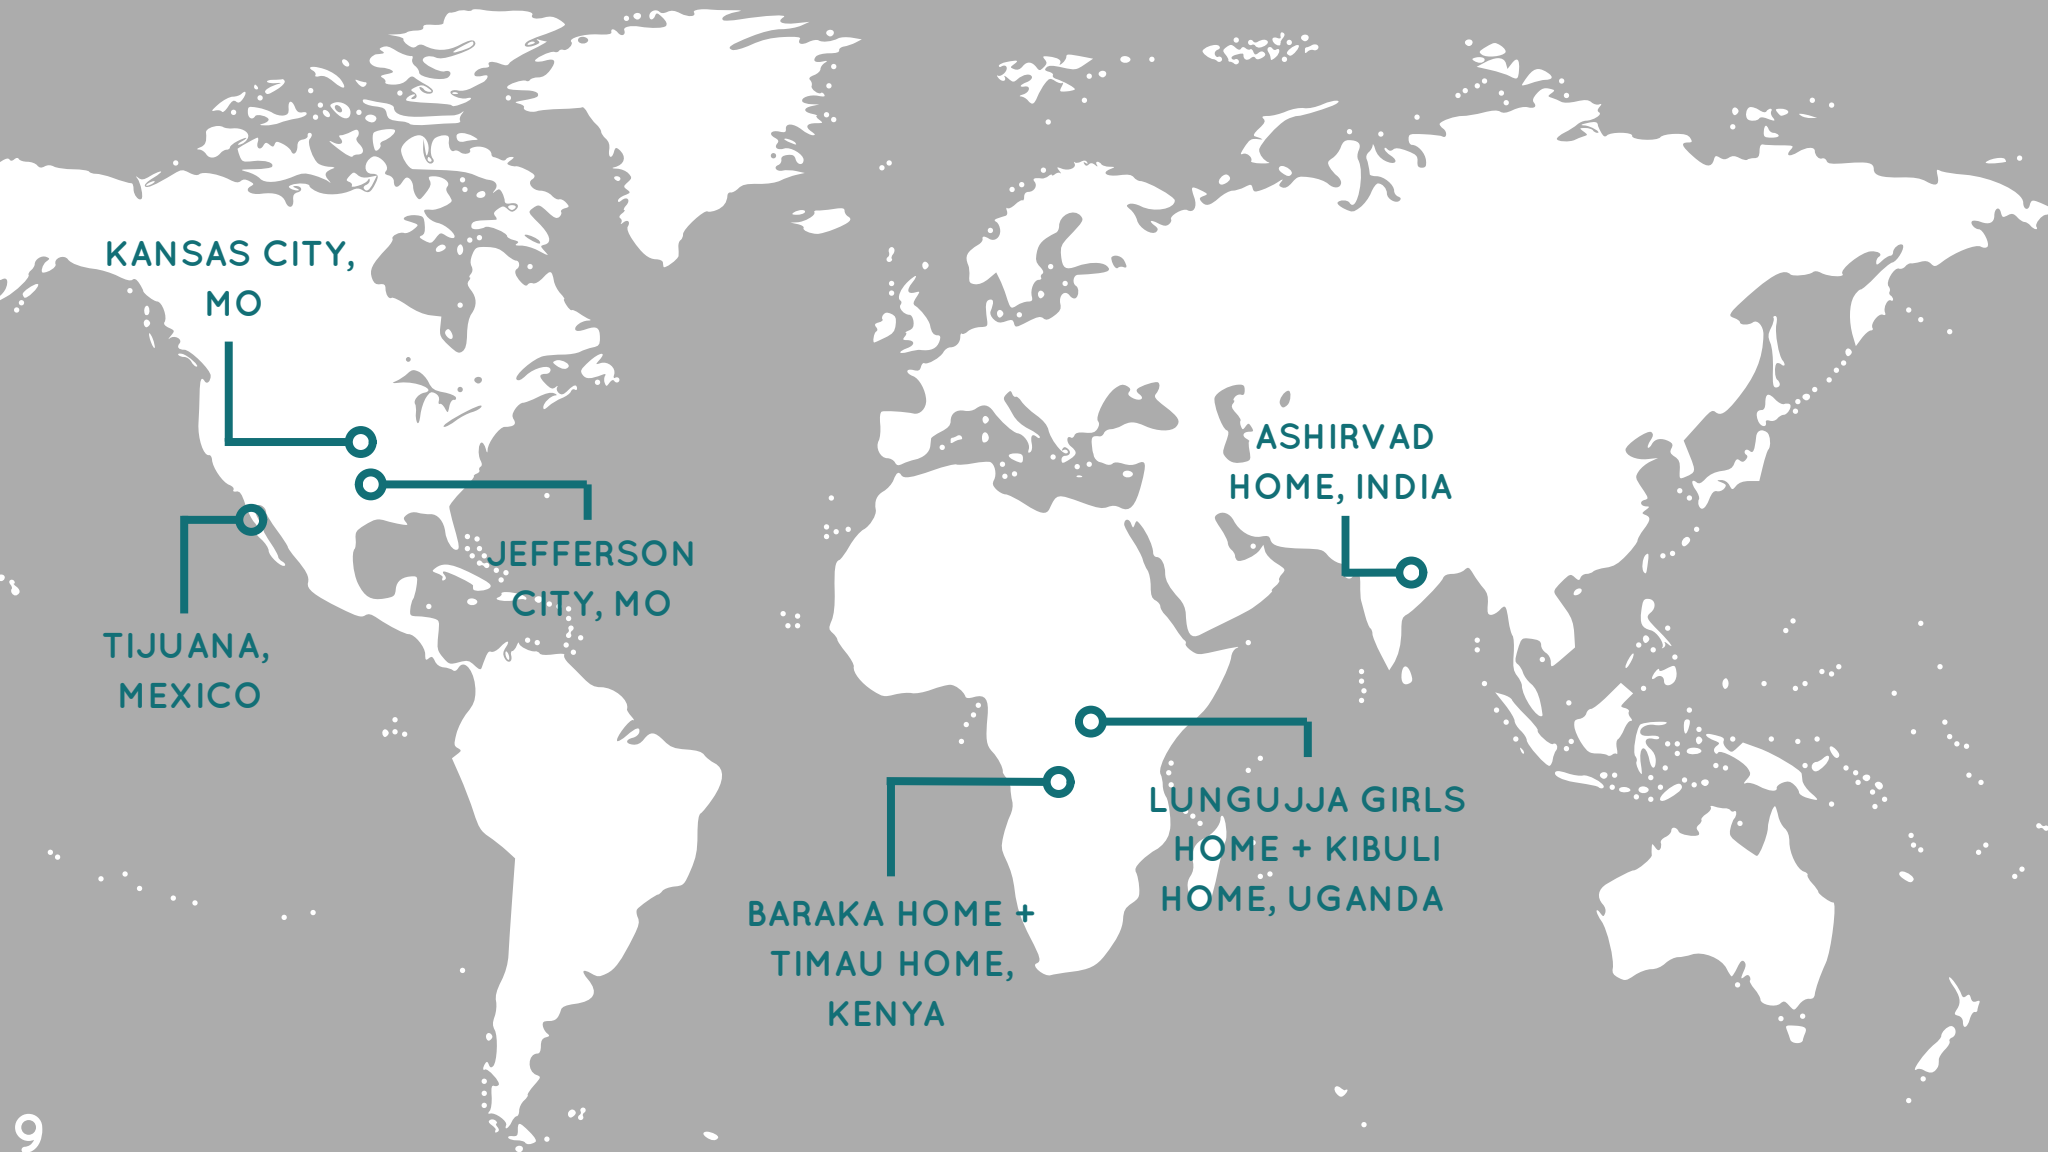 KANSAS CITY,
MO
ASHIRVAD
HOME, INDIA
JEFFERSON
CITY, MO
TIJUANA,
MEXICO
LUNGUJJA GIRLS
HOME + KIBULI
HOME, UGANDA
BARAKA HOME +
TIMAU HOME,
KENYA
9